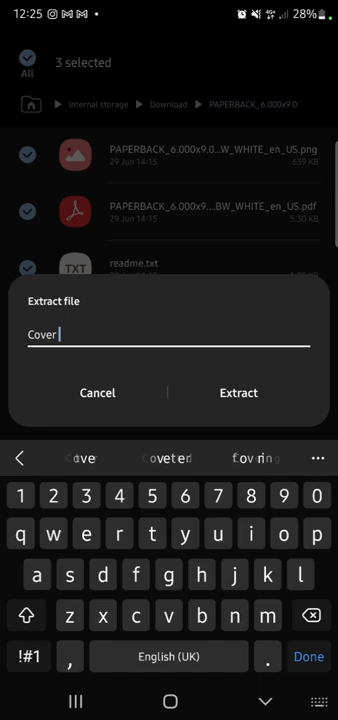 12:25 28%
3 selected
All
Internal storage Download PAPERBACK_6.000x9.0
PAPERBACK_6.000x9.0...W_WHITE_en_US.png
29 Jun 14:15 639 KB
PAPERBACK_6.000x9....BW_WHITE_en_US.pdf
29 Jun 14:15 5.30 KB
TXT readme.txt
Extract file
Cover
Cancel Extract
1 2 3 4 5 6 7 8 9 0
q w e r t y u i o p
a s d f g h j k l
z x c v b n m
!#1 , English (UK) . Done